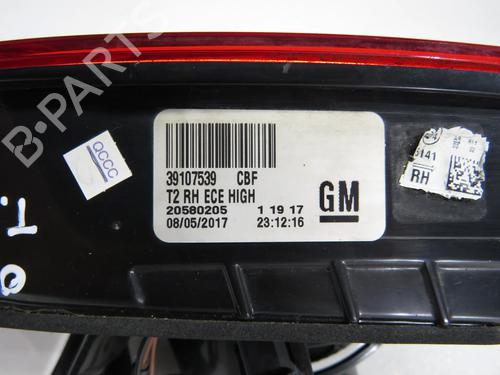 B-PARTS
QCCC
39107539 CBF
T2 RH ECE HIGH
20580205 1 19 17
08/05/2017 23:12:16
GM
6141
RH
T.
O